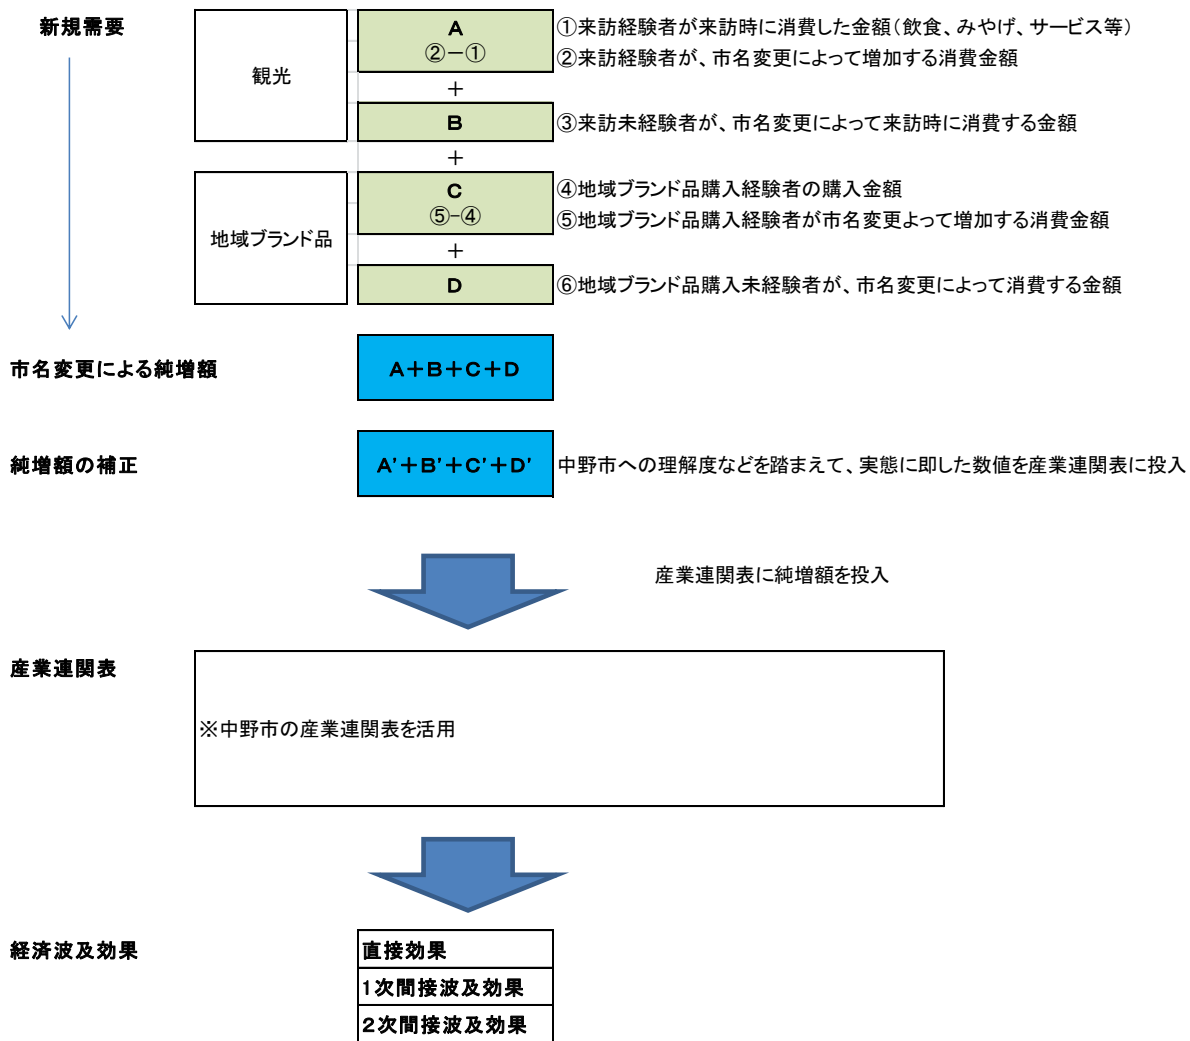 新規需要
観光
A
②－①
①来訪経験者が来訪時に消費した金額(飲食、みやげ、サービス等)
②来訪経験者が、市名変更によって増加する消費金額
＋
B
③来訪未経験者が、市名変更によって来訪時に消費する金額
＋
地域ブランド品
C
⑤-④
④地域ブランド品購入経験者の購入金額
⑤地域ブランド品購入経験者が市名変更よって増加する消費金額
＋
D
⑥地域ブランド品購入未経験者が、市名変更によって消費する金額
市名変更による純増額
A＋B＋C＋D
純増額の補正
A'＋B'＋C'＋D'
中野市への理解度などを踏まえて、実態に即した数値を産業連関表に投入
産業連関表に純増額を投入
産業連関表
※中野市の産業連関表を活用
経済波及効果
直接効果
1次間接波及効果
2次間接波及効果